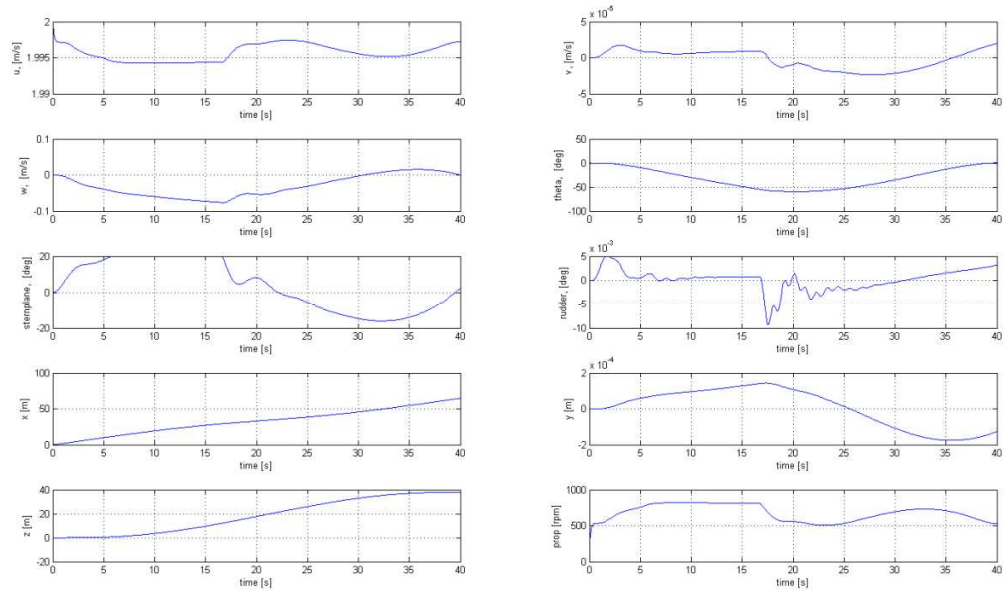 2
1.995
1.99
u, [m/s]
0 5 10 15 20 25 30 35 40
time [s]
x 10⁻⁵
5
0
-5
v, [m/s]
0 5 10 15 20 25 30 35 40
time [s]
0.1
0
-0.1
w, [m/s]
0 5 10 15 20 25 30 35 40
time [s]
50
0
-50
-100
theta, [deg]
0 5 10 15 20 25 30 35 40
time [s]
20
0
-20
sternplane, [deg]
0 5 10 15 20 25 30 35 40
time [s]
x 10⁻³
5
0
-5
-10
rudder, [deg]
0 5 10 15 20 25 30 35 40
time [s]
100
50
0
x [m]
0 5 10 15 20 25 30 35 40
time [s]
x 10⁻⁴
2
0
-2
y [m]
0 5 10 15 20 25 30 35 40
time [s]
40
20
0
-20
z [m]
0 5 10 15 20 25 30 35 40
time [s]
1000
500
0
prop [rpm]
0 5 10 15 20 25 30 35 40
time [s]